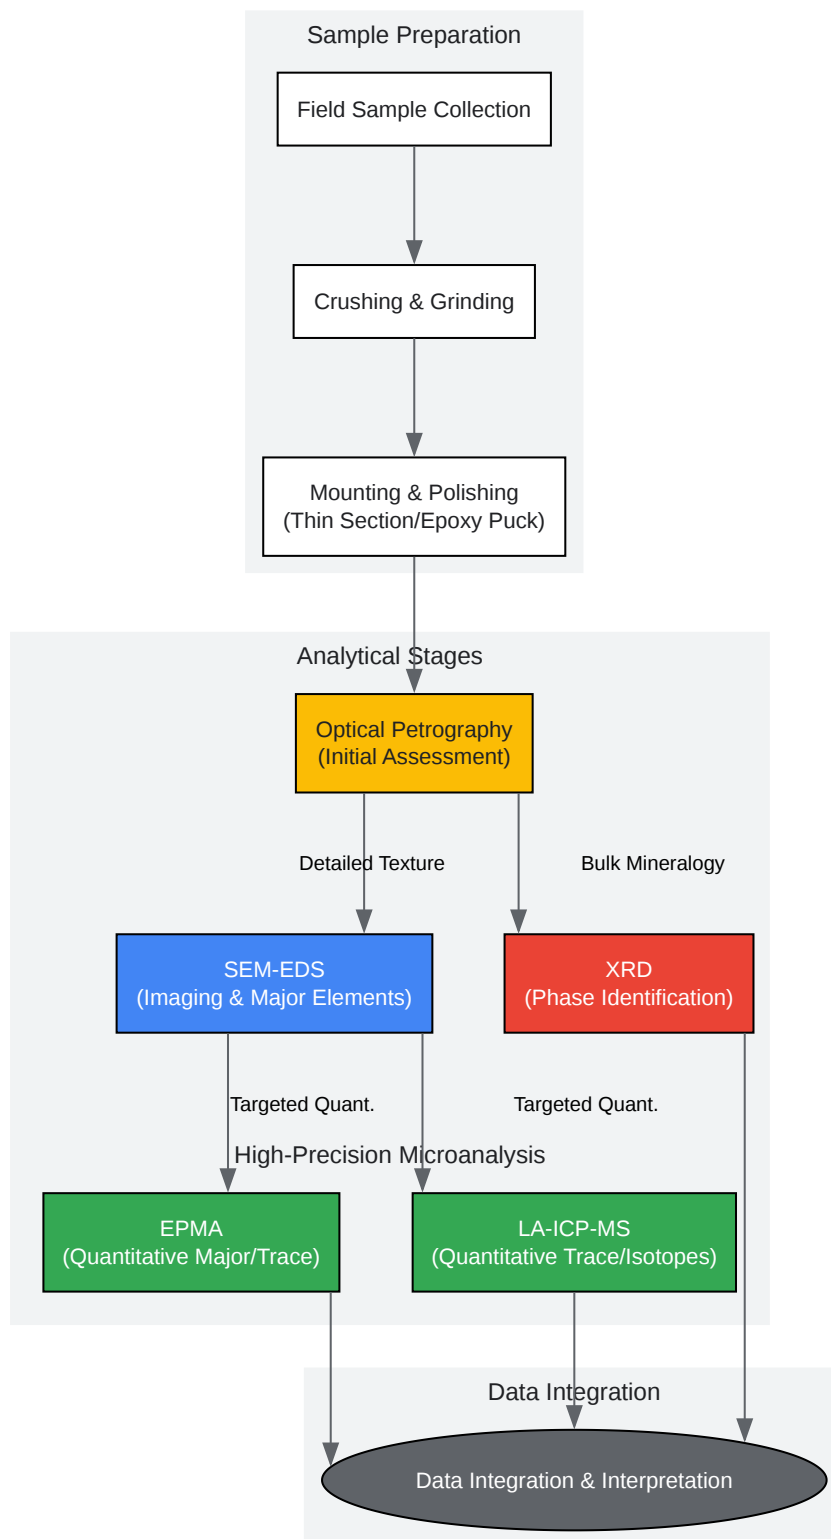 Sample Preparation
Field Sample Collection
Crushing & Grinding
Mounting & Polishing
(Thin Section/Epoxy Puck)
Analytical Stages
Optical Petrography
(Initial Assessment)
Detailed Texture
Bulk Mineralogy
SEM-EDS
(Imaging & Major Elements)
XRD
(Phase Identification)
Targeted Quant.
Targeted Quant.
High-Precision Microanalysis
EPMA
(Quantitative Major/Trace)
LA-ICP-MS
(Quantitative Trace/Isotopes)
Data Integration
Data Integration & Interpretation